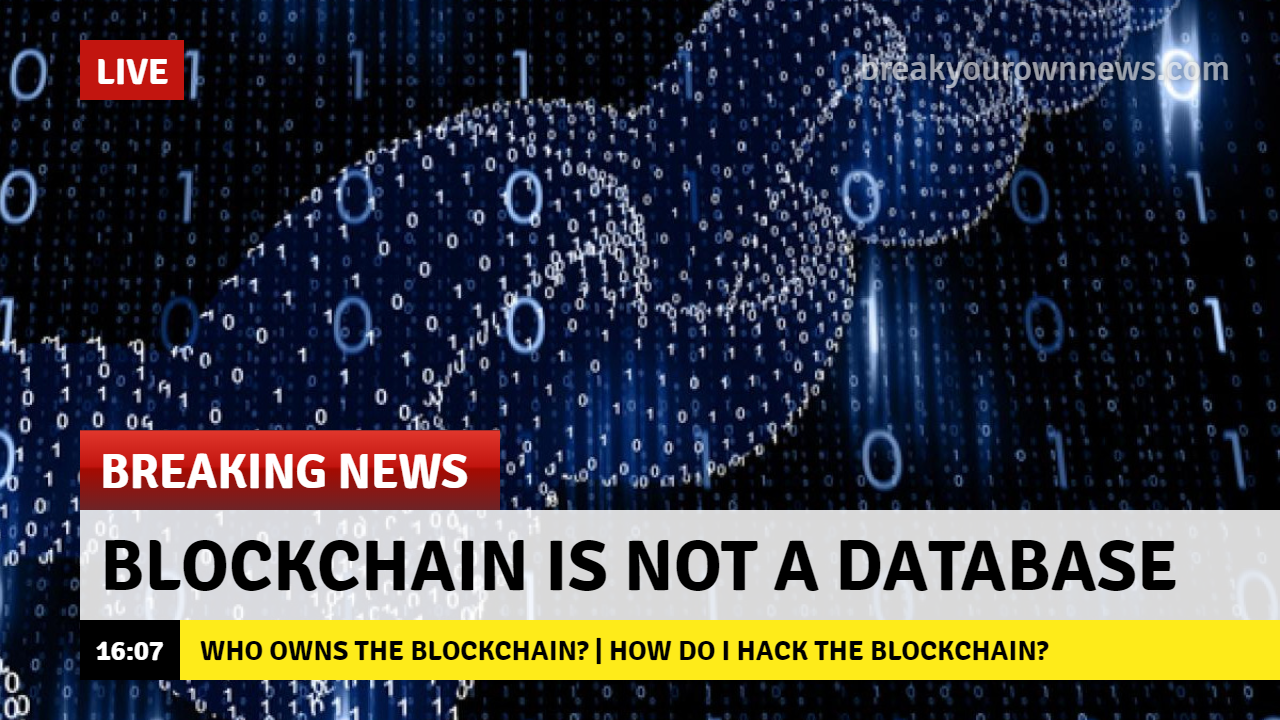 LIVE
breakyourownnews.com
BREAKING NEWS
BLOCKCHAIN IS NOT A DATABASE
16:07
WHO OWNS THE BLOCKCHAIN? | HOW DO I HACK THE BLOCKCHAIN?